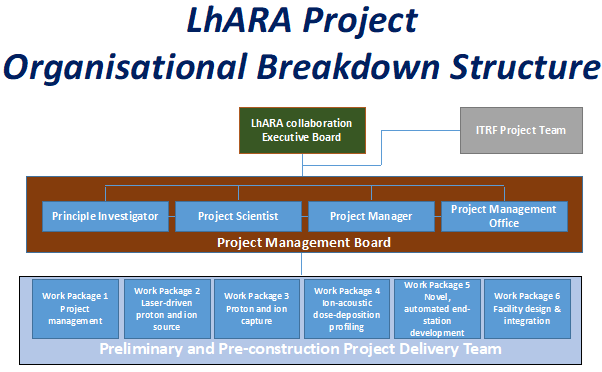 LhARA Project
Organisational Breakdown Structure
LhARA collaboration
Executive Board
ITRF Project Team
Principle Investigator
Project Scientist
Project Manager
Project Management
Office
Project Management Board
Work Package 1
Project
management
Work Package 2
Laser-driven
proton and ion
source
Work Package 3
Proton and ion
capture
Work Package 4
Ion-acoustic
dose-deposition
profiling
Work Package 5
Novel,
automated end-
station
development
Work Package 6
Facility design &
integration
Preliminary and Pre-construction Project Delivery Team